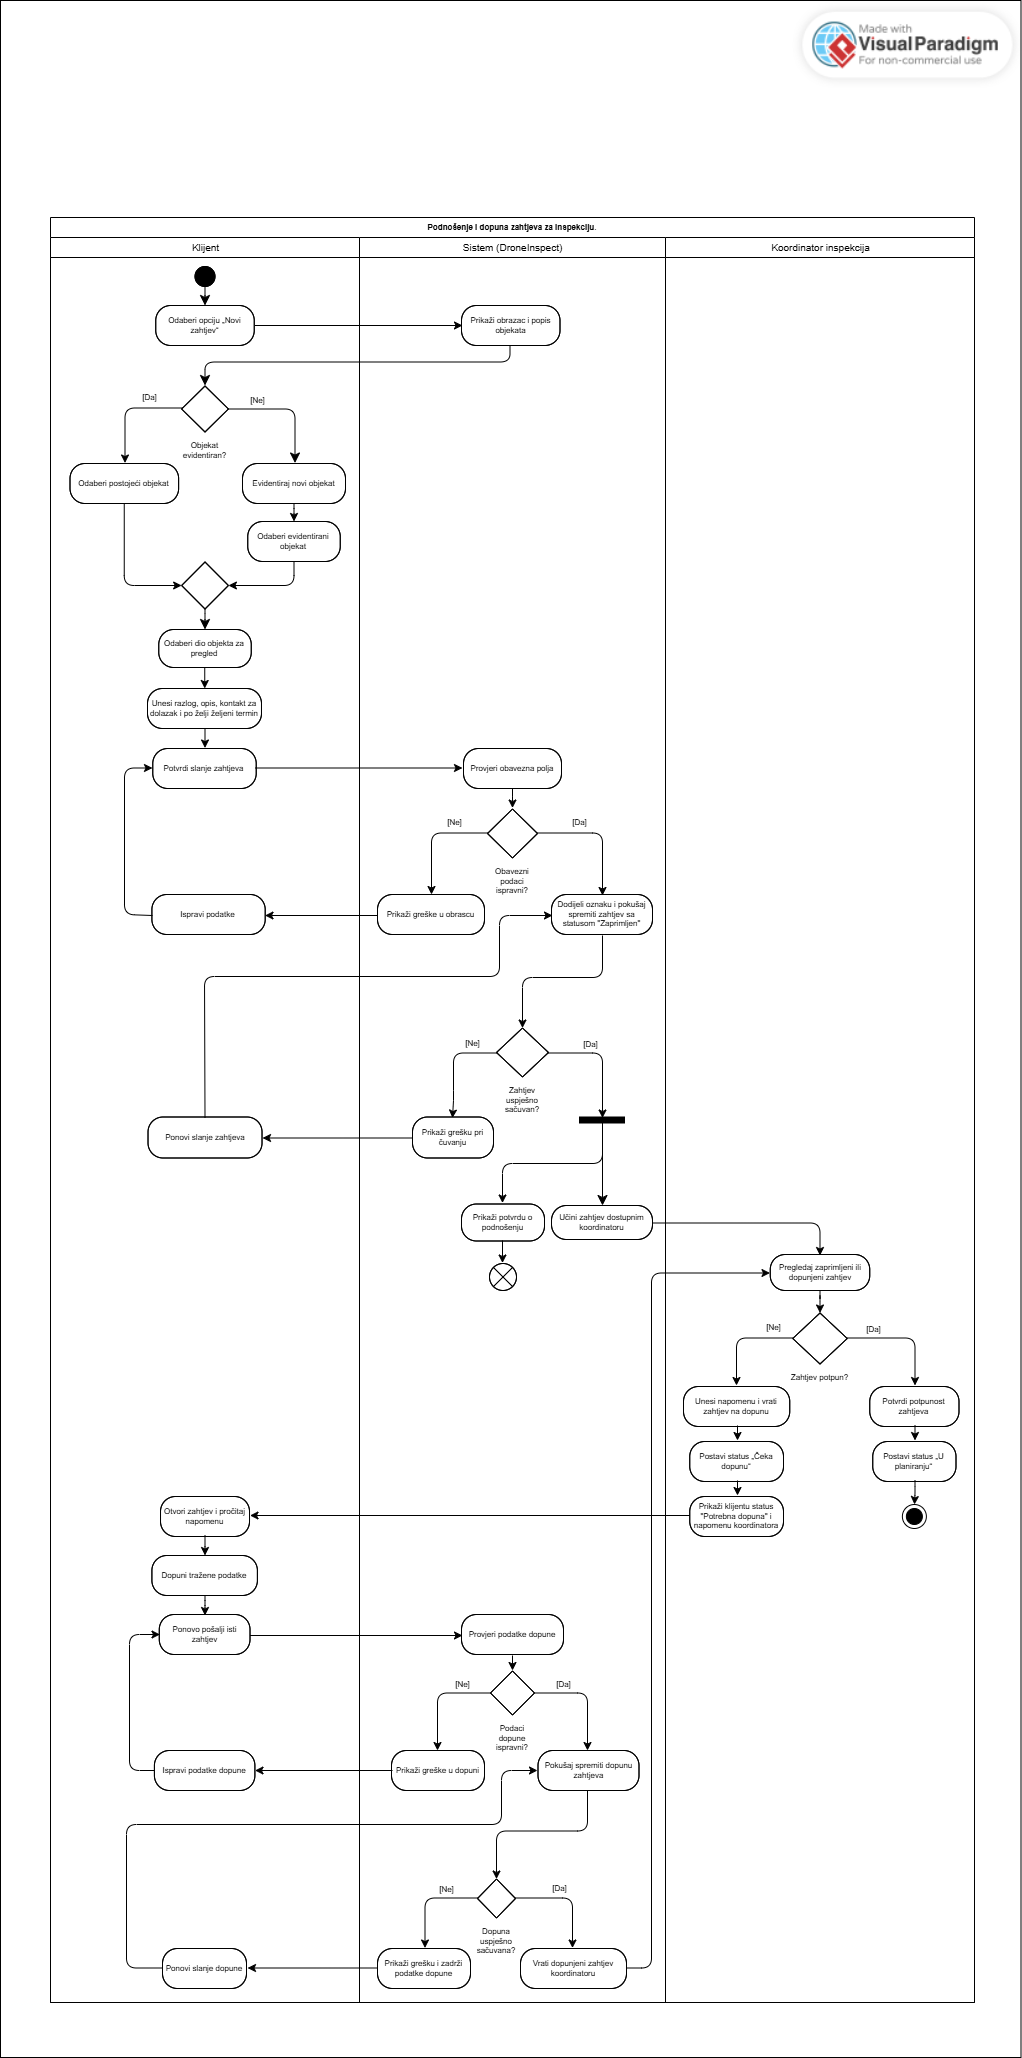 Made with
Visual Paradigm
For non-commercial use
Podnošenje i dopuna zahtjeva za inspekciju.
Klijent
Sistem (DroneInspect)
Koordinator inspekcija
Odaberi opciju „Novi
zahtjev“
Prikaži obrazac i popis
objekata
[Da]
[Ne]
Objekat
evidentiran?
Odaberi postojeći objekat
Evidentiraj novi objekat
Odaberi evidentirani
objekat
Odaberi dio objekta za
pregled
Unesi razlog, opis, kontakt za
dolazak i po želji željeni termin
Potvrdi slanje zahtjeva
Provjeri obavezna polja
[Ne]
[Da]
Obavezni
podaci
ispravni?
Ispravi podatke
Prikaži greške u obrascu
Dodijeli oznaku i pokušaj
spremiti zahtjev sa
statusom "Zaprimljen"
[Ne]
[Da]
Zahtjev
uspješno
sačuvan?
Ponovi slanje zahtjeva
Prikaži grešku pri
čuvanju
Prikaži potvrdu o
podnošenju
Učini zahtjev dostupnim
koordinatoru
Pregledaj zaprimljeni ili
dopunjeni zahtjev
[Ne]
[Da]
Zahtjev potpun?
Unesi napomenu i vrati
zahtjev na dopunu
Potvrdi potpunost
zahtjeva
Postavi status „Čeka
dopunu“
Postavi status „U
planiranju“
Prikaži klijentu status
"Potrebna dopuna" i
napomenu koordinatora
Otvori zahtjev i pročitaj
napomenu
Dopuni tražene podatke
Ponovo pošalji isti
zahtjev
Provjeri podatke dopune
[Ne]
[Da]
Podaci
dopune
ispravni?
Ispravi podatke dopune
Prikaži greške u dopuni
Pokušaj spremiti dopunu
zahtjeva
[Ne]
[Da]
Dopuna
uspješno
sačuvana?
Ponovi slanje dopune
Prikaži grešku i zadrži
podatke dopune
Vrati dopunjeni zahtjev
koordinatoru